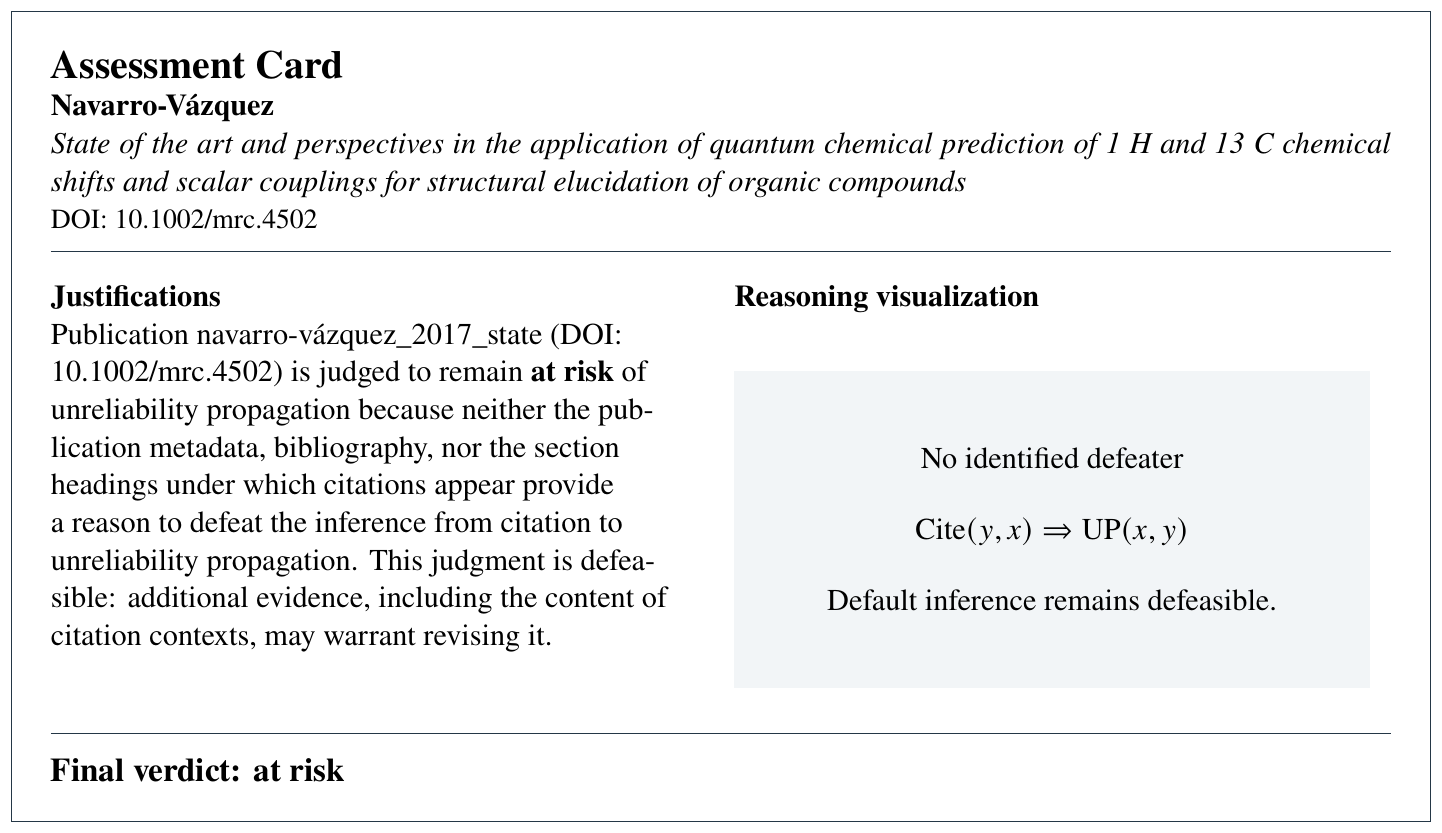 Assessment Card
Navarro-Vázquez
State of the art and perspectives in the application of quantum chemical prediction of 1 H and 13 C chemical
shifts and scalar couplings for structural elucidation of organic compounds
DOI: 10.1002/mrc.4502
Justifications
Publication navarro-vázquez_2017_state (DOI:
10.1002/mrc.4502) is judged to remain at risk of
unreliability propagation because neither the pub-
lication metadata, bibliography, nor the section
headings under which citations appear provide
a reason to defeat the inference from citation to
unreliability propagation. This judgment is defea-
sible: additional evidence, including the content of
citation contexts, may warrant revising it.
Reasoning visualization
No identified defeater
Cite(y, x) ⟹ UP(x, y)
Default inference remains defeasible.
Final verdict: at risk